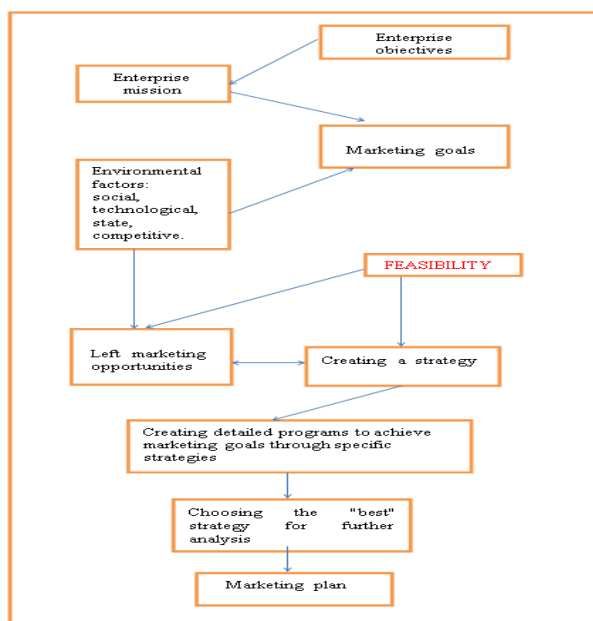 Enterprise
objectives
Enterprise
mission
Marketing goals
Environmental
factors:
social,
technological,
state,
competitive.
FEASIBILITY
Left marketing
opportunities
Creating a strategy
Creating detailed programs to achieve
marketing goals through specific
strategies
Choosing the "best"
strategy for further
analysis
Marketing plan